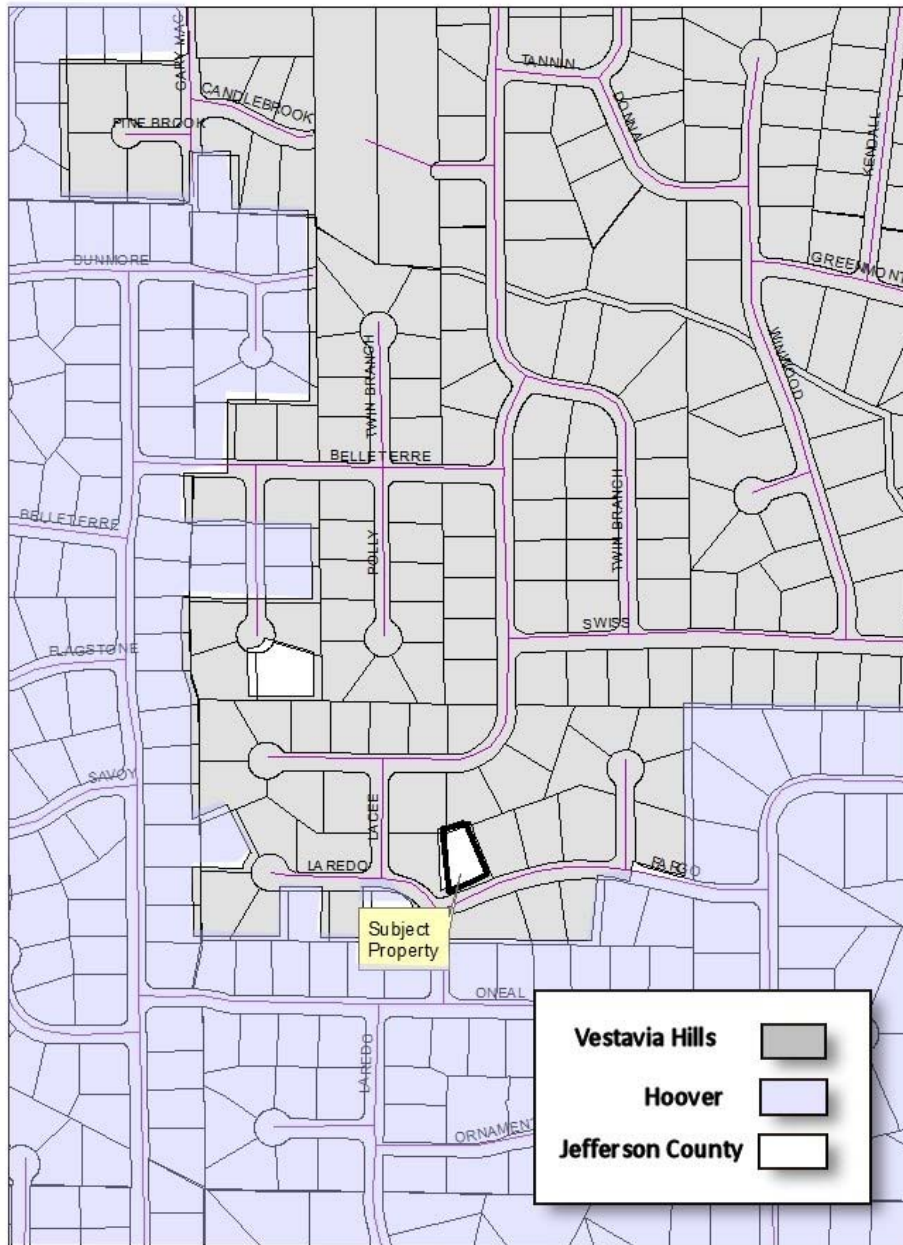 GARY MAC
CANDLEBROOK
PINE BROOK
TANNIN
DONNA
KENDALL
DUNMORE
GREENMONT
TWIN BRANCH
WINWOOD
BELLETERRE
BELLETERRE
POLLY
TWIN BRANCH
SWISS
FLAGSTONE
SAVOY
LACEE
LAREDO
FARGO
Subject
Property
ONEAL
LAREDO
ORNAMENT
Vestavia Hills
Hoover
Jefferson County